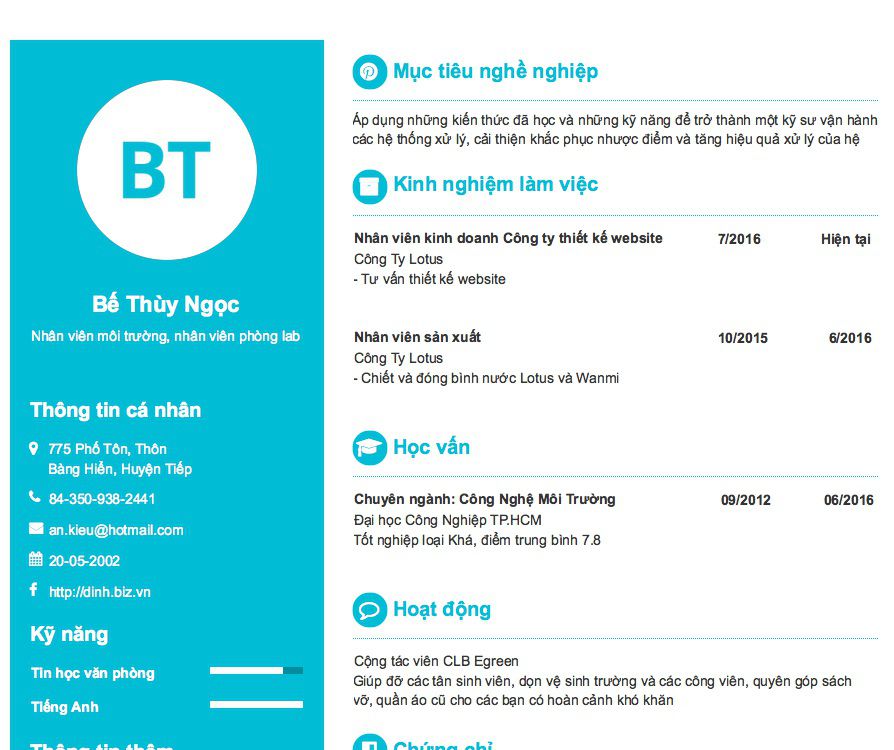 BT
Bế Thùy Ngọc
Nhân viên môi trường, nhân viên phòng lab
Thông tin cá nhân
775 Phố Tôn, Thôn
Bàng Hiển, Huyện Tiếp
84-350-938-2441
an.kieu@hotmail.com
20-05-2002
http://dinh.biz.vn
Kỹ năng
Tin học văn phòng
Tiếng Anh
Thông tin thêm
Mục tiêu nghề nghiệp
Áp dụng những kiến thức đã học và những kỹ năng để trở thành một kỹ sư vận hành
các hệ thống xử lý, cải thiện khắc phục nhược điểm và tăng hiệu quả xử lý của hệ
Kinh nghiệm làm việc
Nhân viên kinh doanh Công ty thiết kế website 7/2016 Hiện tại
Công Ty Lotus
- Tư vấn thiết kế website
Nhân viên sản xuất 10/2015 6/2016
Công Ty Lotus
- Chiết và đóng bình nước Lotus và Wanmi
Học vấn
Chuyên ngành: Công Nghệ Môi Trường 09/2012 06/2016
Đại học Công Nghiệp TP.HCM
Tốt nghiệp loại Khá, điểm trung bình 7.8
Hoạt động
Cộng tác viên CLB Egreen
Giúp đỡ các tân sinh viên, dọn vệ sinh trường và các công viên, quyên góp sách
vỡ, quần áo cũ cho các bạn có hoàn cảnh khó khăn
Chứng chỉ